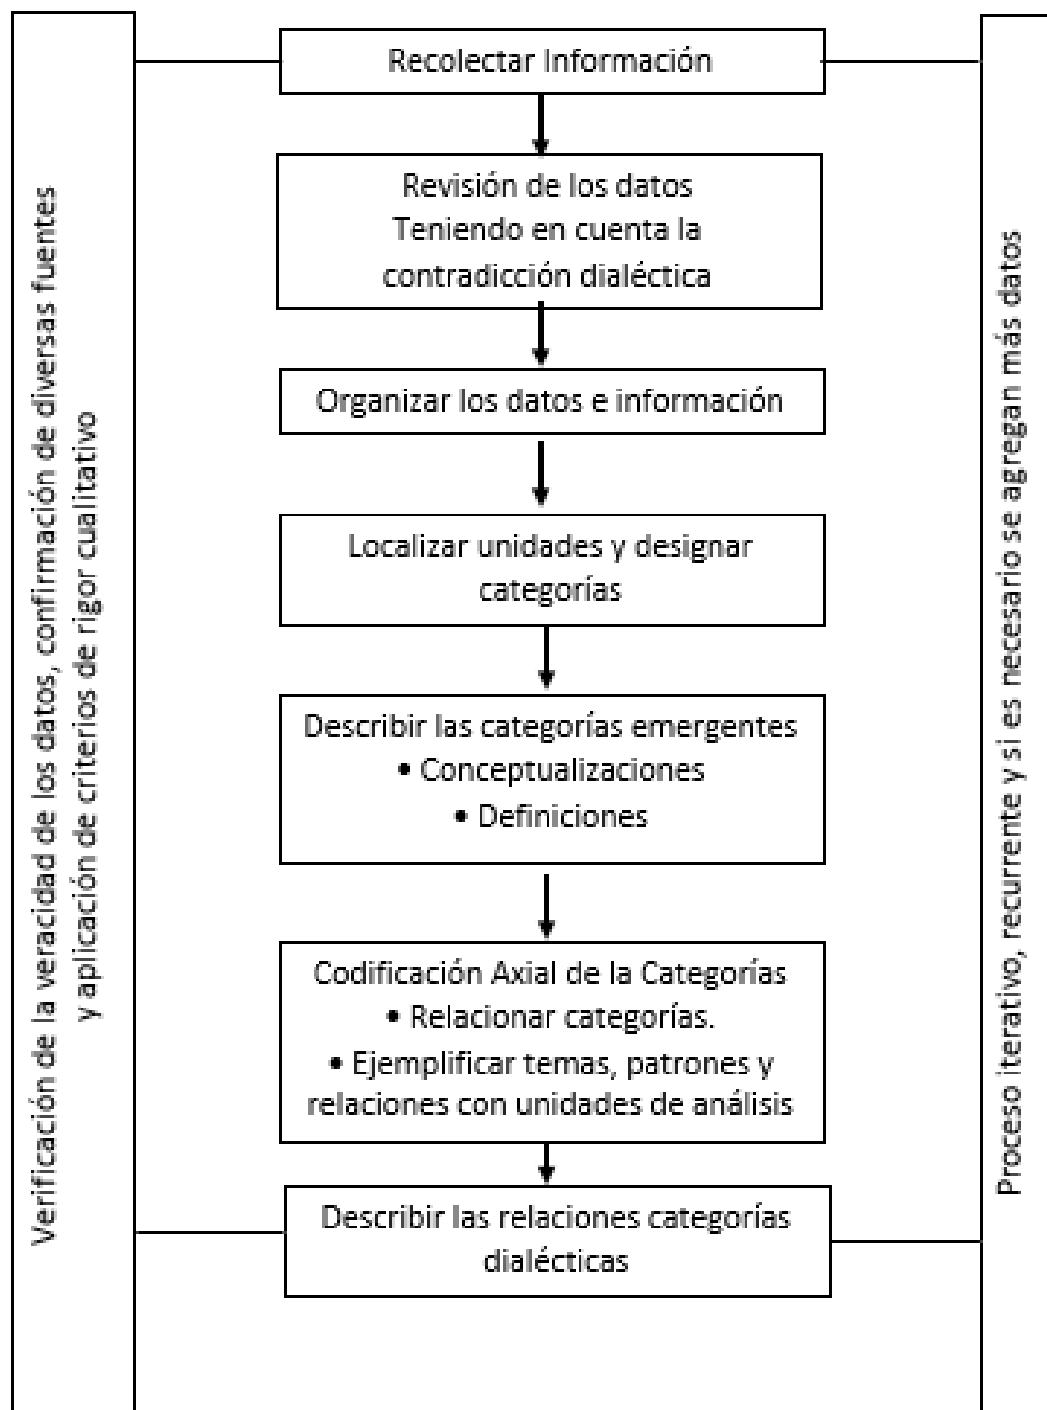 Verificación de la veracidad de los datos, confirmación de diversas fuentes
y aplicación de criterios de rigor cualitativo
Recolectar Información
Revisión de los datos
Teniendo en cuenta la
contradicción dialéctica
Organizar los datos e información
Localizar unidades y designar
categorías
Describir las categorías emergentes
• Conceptualizaciones
• Definiciones
Codificación Axial de la Categorías
• Relacionar categorías.
• Ejemplificar temas, patrones y
relaciones con unidades de análisis
Describir las relaciones categorías
dialécticas
Proceso iterativo, recurrente y si es necesario se agregan más datos